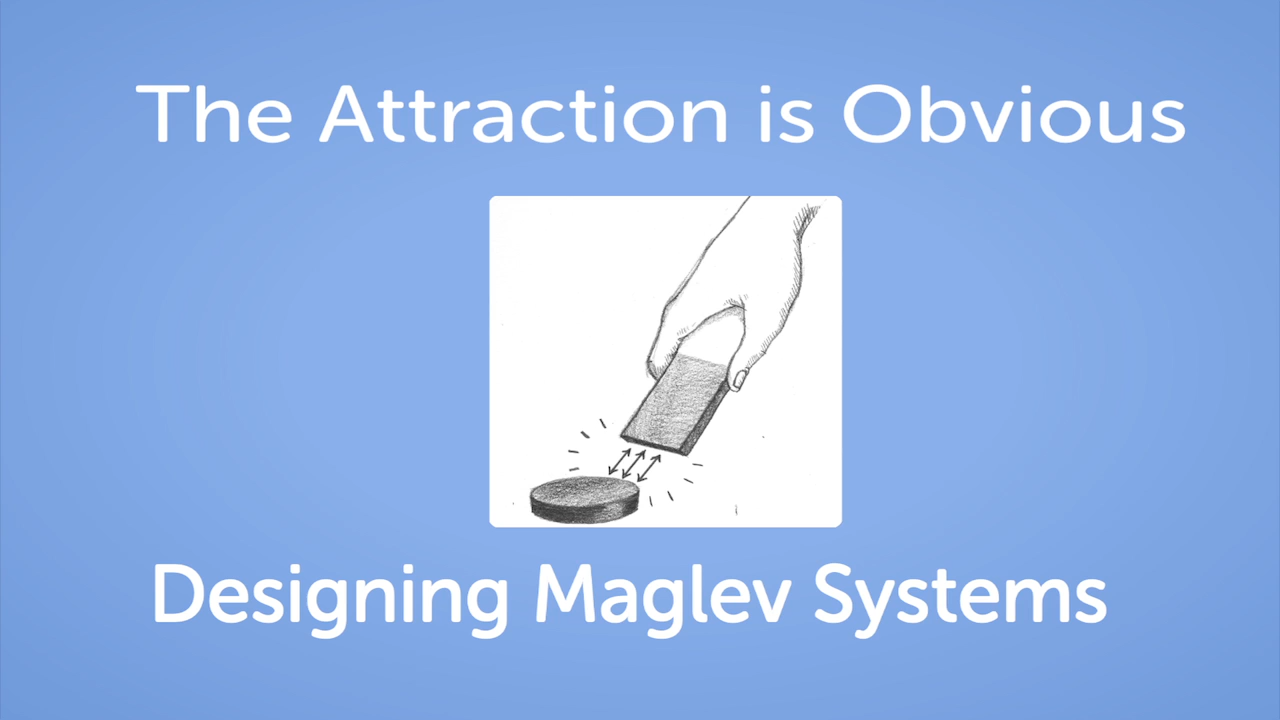 The Attraction is Obvious
Designing Maglev Systems